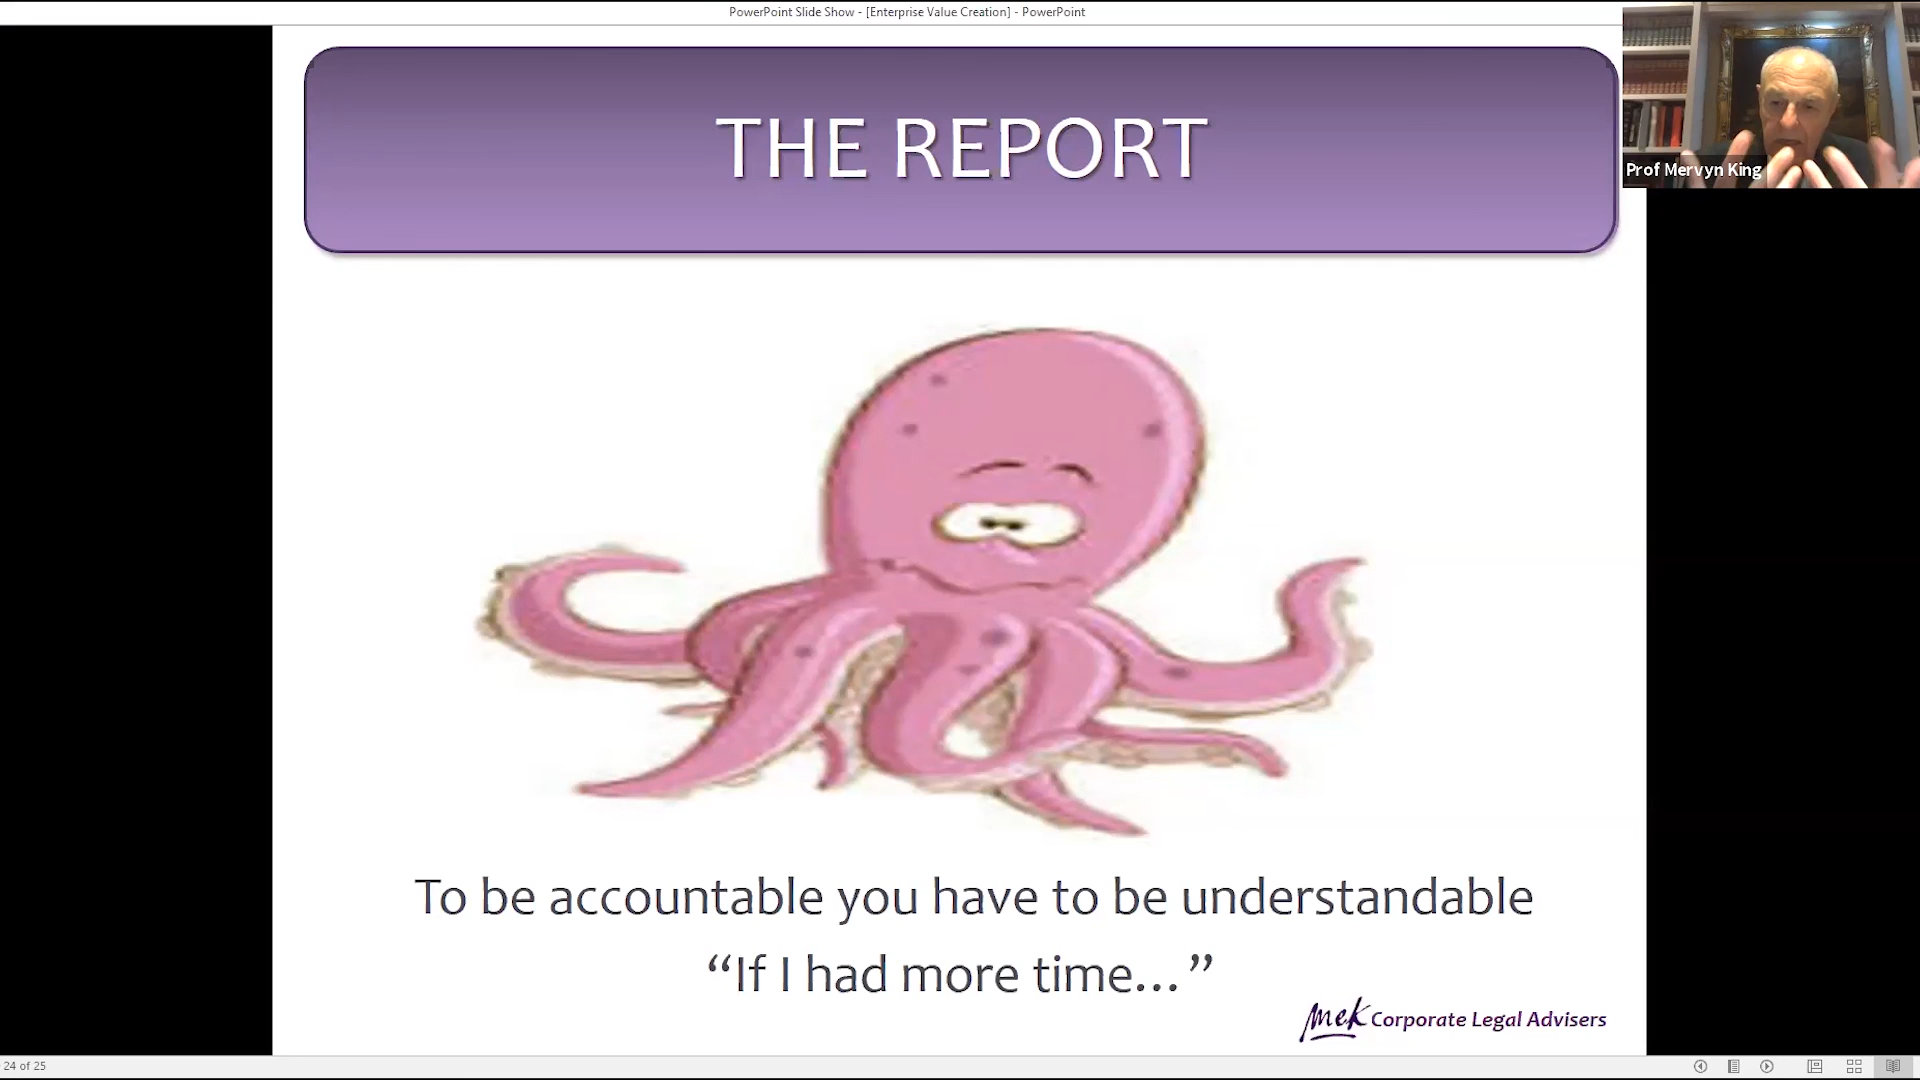 PowerPoint Slide Show - [Enterprise Value Creation] - PowerPoint
THE REPORT
Prof Mervyn King
To be accountable you have to be understandable
“If I had more time...”
mek Corporate Legal Advisers
24 of 25